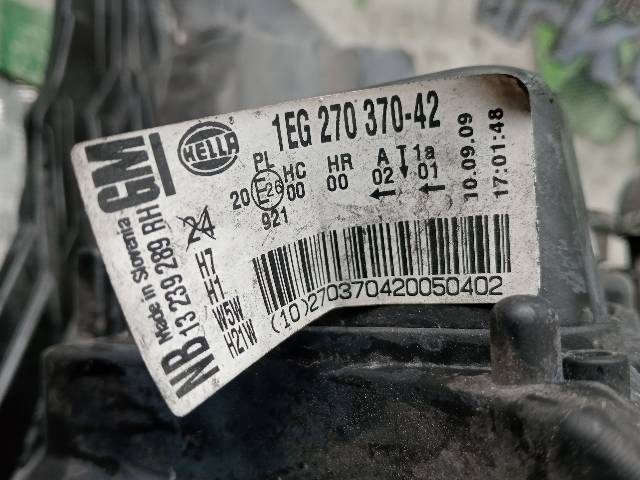 1EG 270 370-42
HELLA
GM
NB 13 239 289 RH
Made in Slovenia
PL HC HR A 1a
20 E26 00 00 02 01
921
10.09.09
17:01:48
H7
H1
W5W
H21W
(10)270370420050402